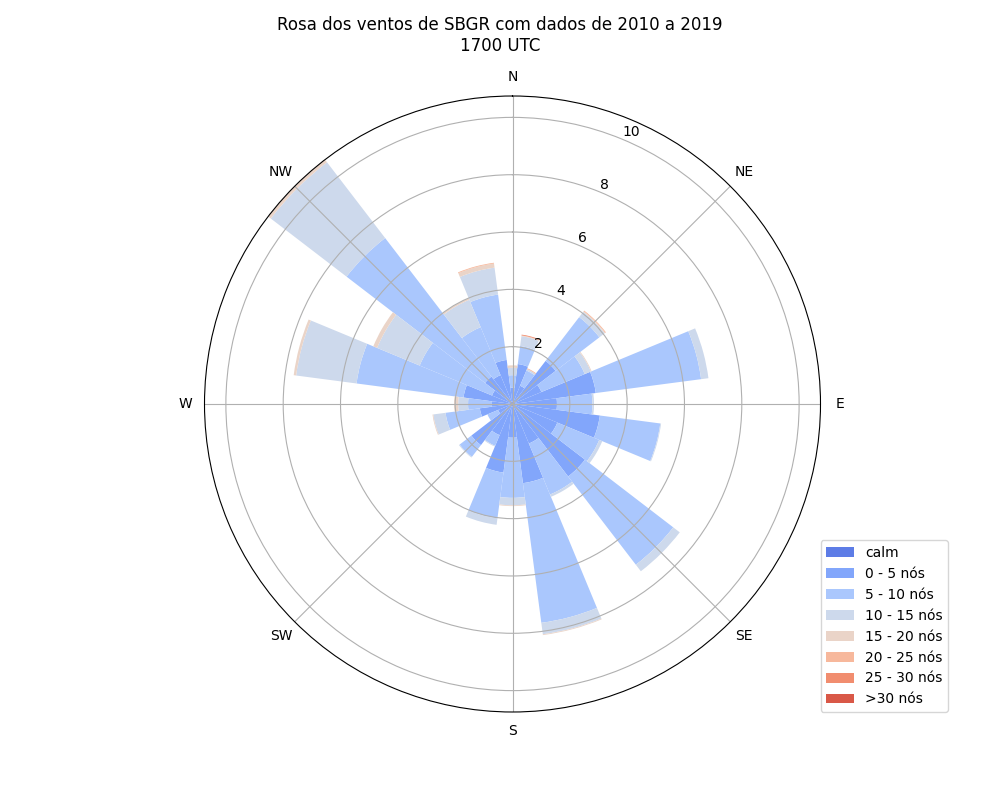 Rosa dos ventos de SBGR com dados de 2010 a 2019
1700 UTC
N
NW
NE
10
8
6
4
2
W
E
SW
SE
S
calm
0 - 5 nós
5 - 10 nós
10 - 15 nós
15 - 20 nós
20 - 25 nós
25 - 30 nós
>30 nós